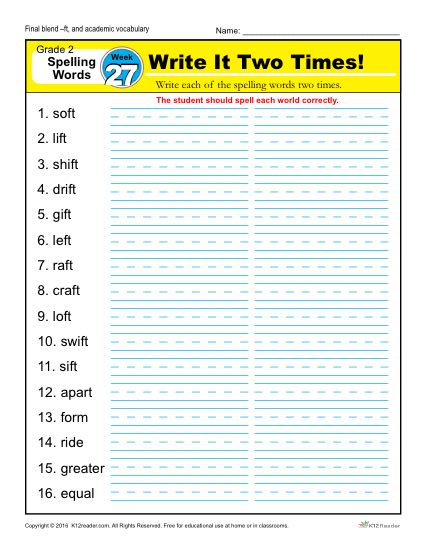 Final blend –ft, and academic vocabulary
Name:
Grade 2
Spelling
Words
Week
27
Write It Two Times!
Write each of the spelling words two times.
The student should spell each world correctly.
1. soft
2. lift
3. shift
4. drift
5. gift
6. left
7. raft
8. craft
9. loft
10. swift
11. sift
12. apart
13. form
14. ride
15. greater
16. equal
Copyright © 2016 K12reader.com. All Rights Reserved. Free for educational use at home or in classrooms.
K12Reader